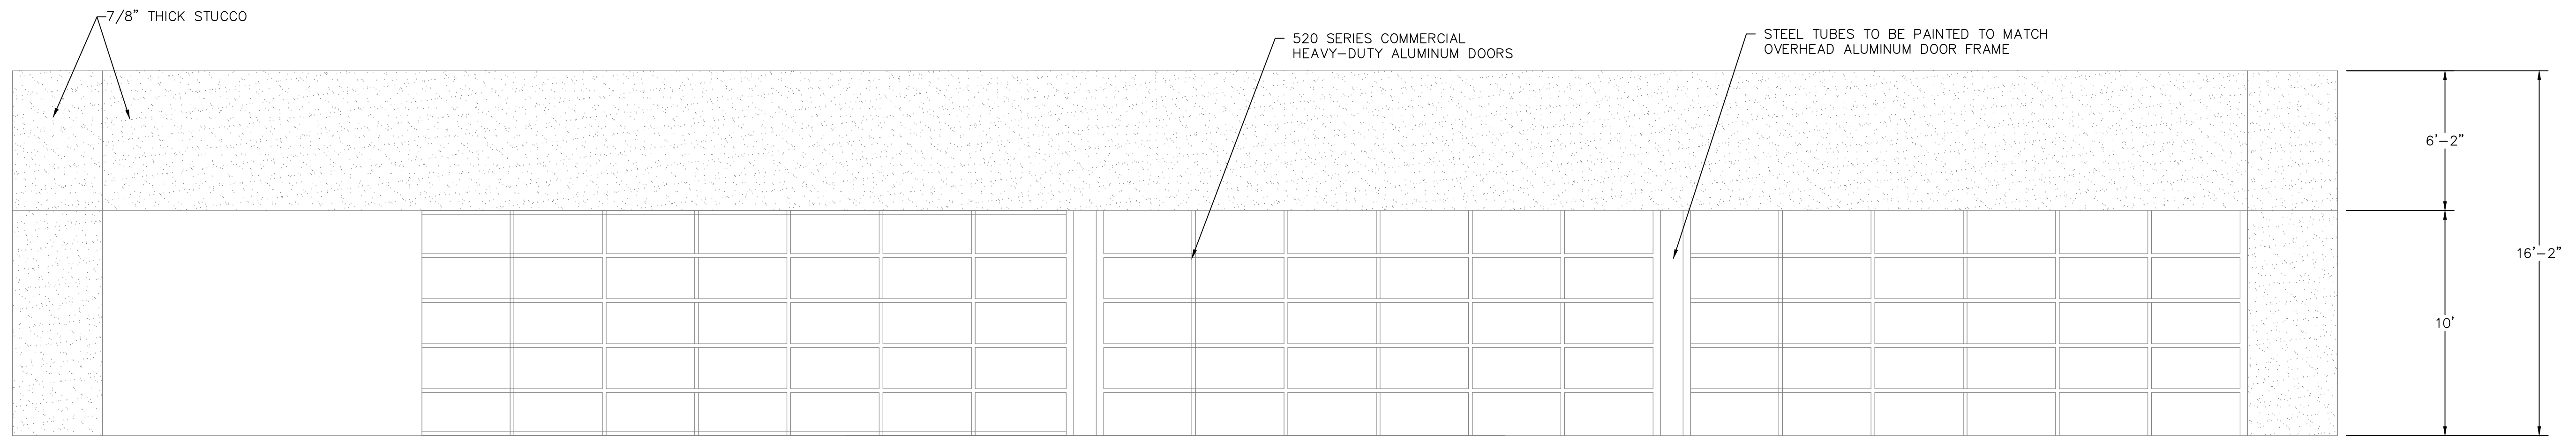 7/8" THICK STUCCO
520 SERIES COMMERCIAL
HEAVY-DUTY ALUMINUM DOORS
STEEL TUBES TO BE PAINTED TO MATCH
OVERHEAD ALUMINUM DOOR FRAME
6'-2"
16'-2"
10'